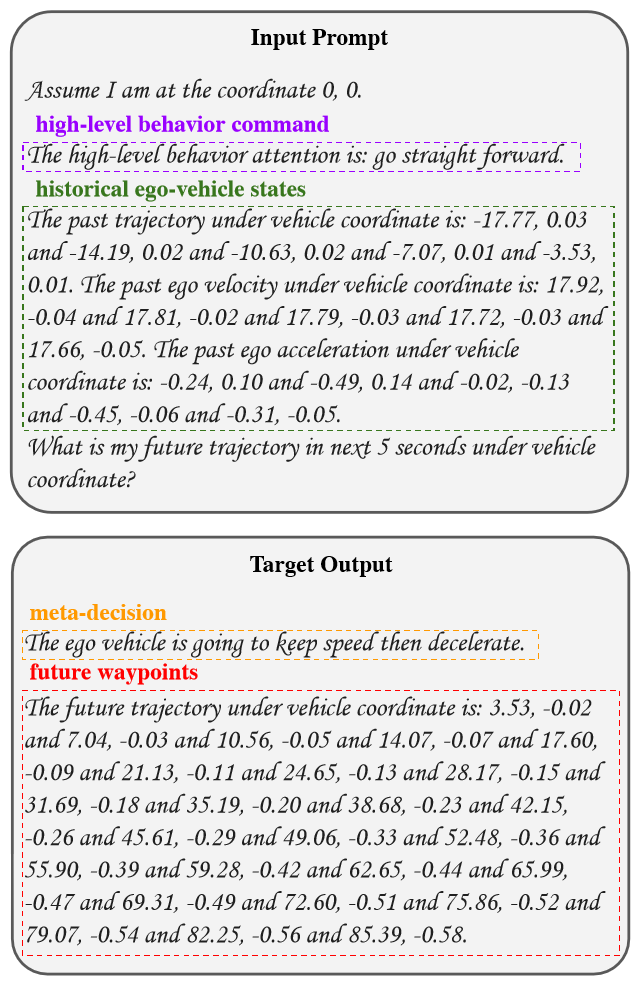 Input Prompt
Assume I am at the coordinate 0, 0.
high-level behavior command
The high-level behavior attention is: go straight forward.
historical ego-vehicle states
The past trajectory under vehicle coordinate is: -17.77, 0.03
and -14.19, 0.02 and -10.63, 0.02 and -7.07, 0.01 and -3.53,
0.01. The past ego velocity under vehicle coordinate is: 17.92,
-0.04 and 17.81, -0.02 and 17.79, -0.03 and 17.72, -0.03 and
17.66, -0.05. The past ego acceleration under vehicle
coordinate is: -0.24, 0.10 and -0.49, 0.14 and -0.02, -0.13
and -0.45, -0.06 and -0.31, -0.05.
What is my future trajectory in next 5 seconds under vehicle
coordinate?
Target Output
meta-decision
The ego vehicle is going to keep speed then decelerate.
future waypoints
The future trajectory under vehicle coordinate is: 3.53, -0.02
and 7.04, -0.03 and 10.56, -0.05 and 14.07, -0.07 and 17.60,
-0.09 and 21.13, -0.11 and 24.65, -0.13 and 28.17, -0.15 and
31.69, -0.18 and 35.19, -0.20 and 38.68, -0.23 and 42.15,
-0.26 and 45.61, -0.29 and 49.06, -0.33 and 52.48, -0.36 and
55.90, -0.39 and 59.28, -0.42 and 62.65, -0.44 and 65.99,
-0.47 and 69.31, -0.49 and 72.60, -0.51 and 75.86, -0.52 and
79.07, -0.54 and 82.25, -0.56 and 85.39, -0.58.